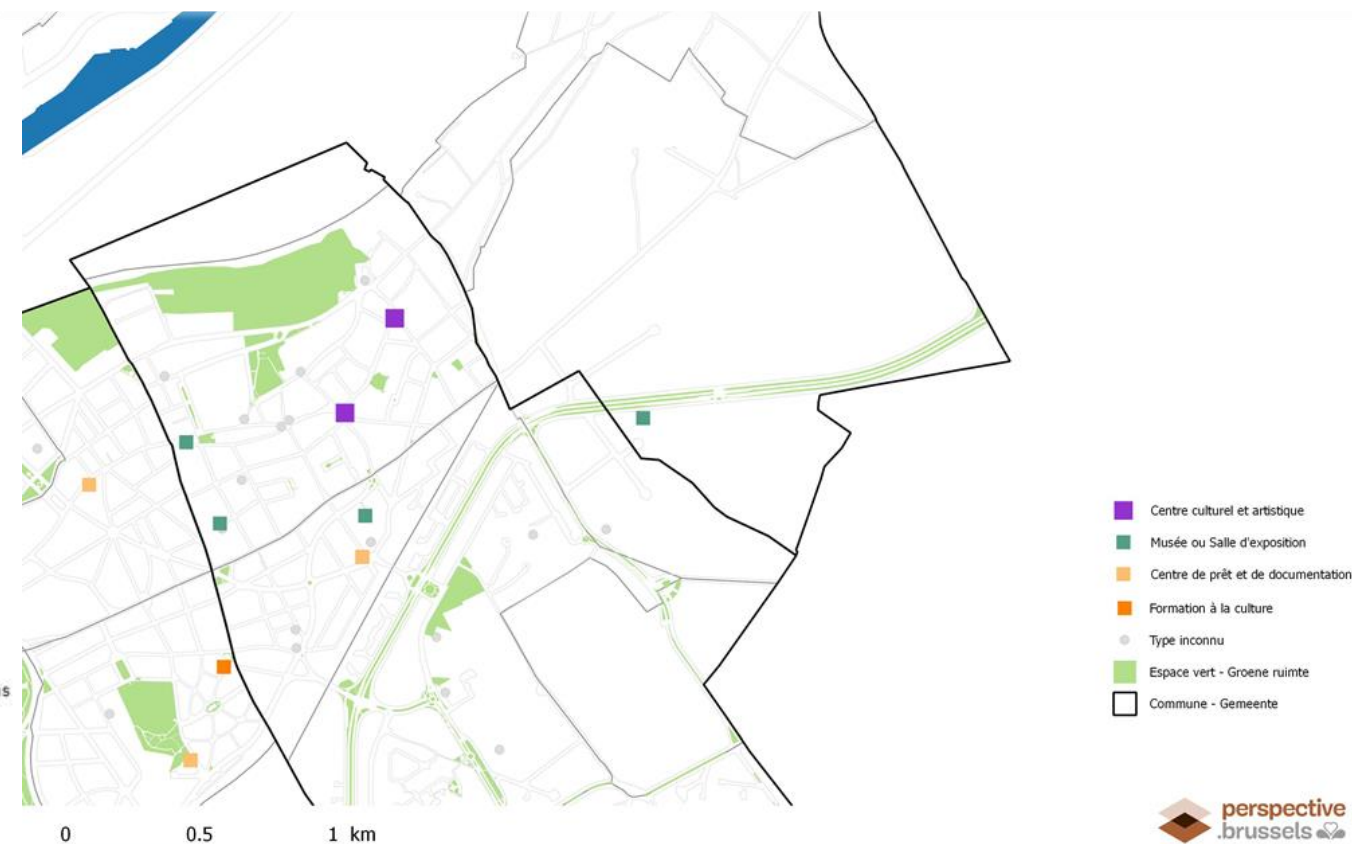 Centre culturel et artistique
Musée ou Salle d'exposition
Centre de prêt et de documentation
Formation à la culture
Type inconnu
Espace vert - Groene ruimte
Commune - Gemeente
0 0.5 1 km
perspective
.brussels